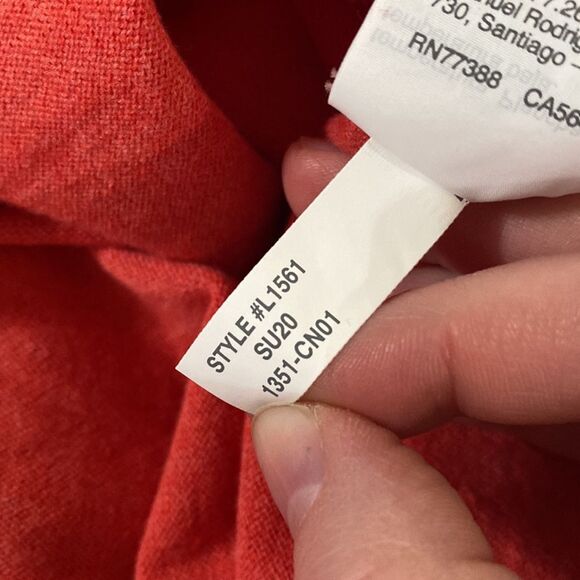 730, Santiago –
RN77388 CA56
STYLE #L1561
SU20
1351-CN01